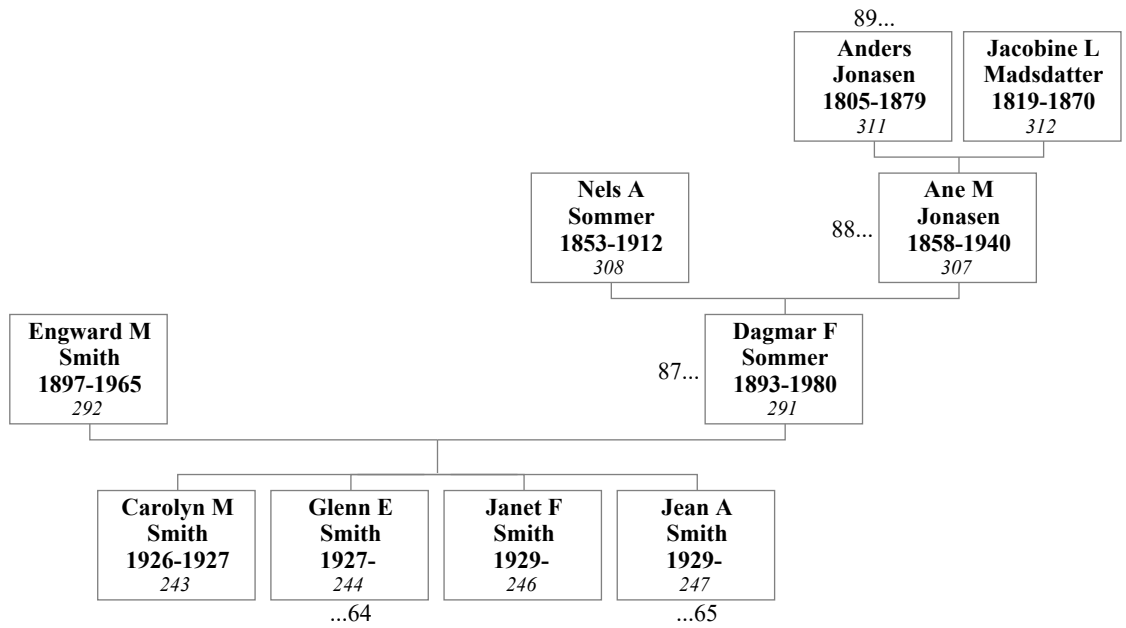 89...
Anders
Jonasen
1805-1879
311
Jacobine L
Madsdatter
1819-1870
312
Nels A
Sommer
1853-1912
308
88...
Ane M
Jonasen
1858-1940
307
Engward M
Smith
1897-1965
292
87...
Dagmar F
Sommer
1893-1980
291
Carolyn M
Smith
1926-1927
243
Glenn E
Smith
1927-
244
...64
Janet F
Smith
1929-
246
Jean A
Smith
1929-
247
...65